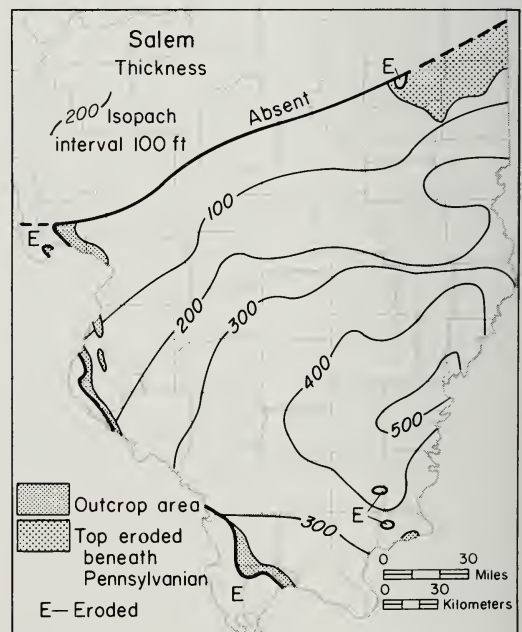 Salem
Thickness
200 Isopach
interval 100 ft
Absent
E
E
100
200
300
400
500
E
300
E
Outcrop area
Top eroded
beneath
Pennsylvanian
E—Eroded
0 30
Miles
0 30
Kilometers